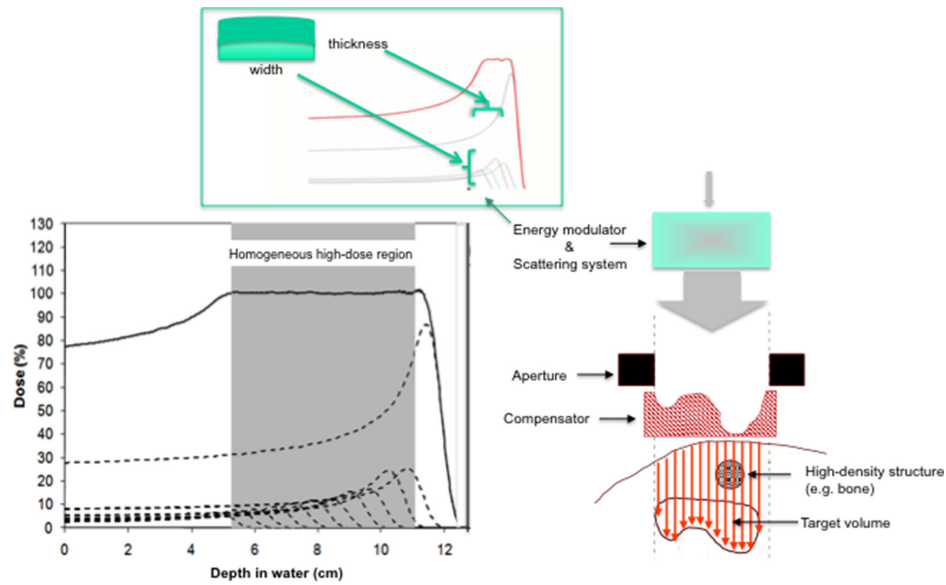 thickness
width
130
120
110
100
90
80
70
60
50
40
30
20
10
0
Dose (%)
Homogeneous high-dose region
0
2
4
6
8
10
12
Depth in water (cm)
Energy modulator
&
Scattering system
Aperture
Compensator
High-density structure
(e.g. bone)
Target volume